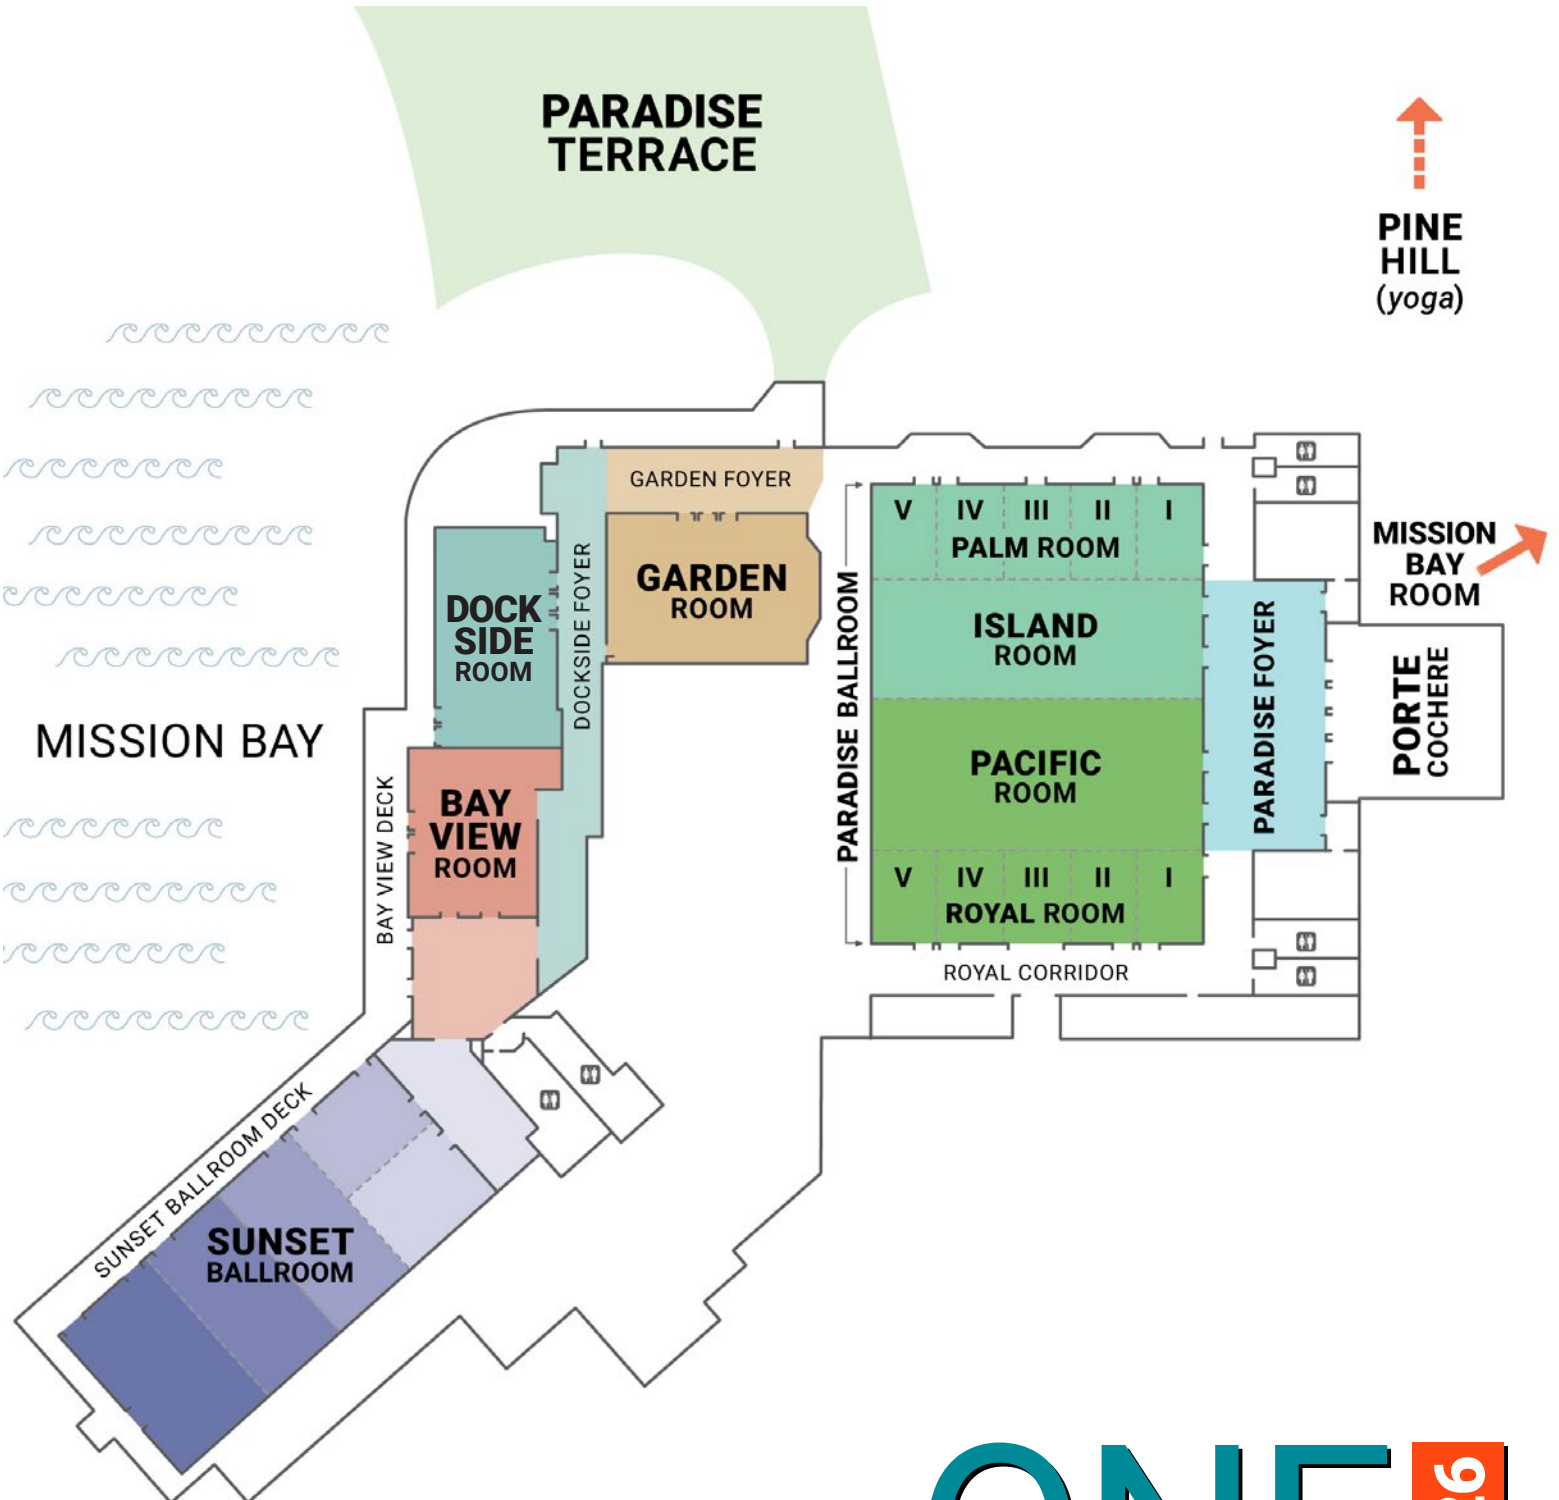 PARADISE
TERRACE
PINE
HILL
(yoga)
GARDEN FOYER
V IV III II I
PALM ROOM
MISSION
BAY
ROOM
DOCK
SIDE
ROOM
DOCKSIDE FOYER
GARDEN
ROOM
PARADISE BALLROOM
ISLAND
ROOM
PARADISE FOYER
PORTE
COCHERE
MISSION BAY
PACIFIC
ROOM
BAY VIEW DECK
BAY
VIEW
ROOM
V IV III II I
ROYAL ROOM
ROYAL CORRIDOR
SUNSET BALLROOM DECK
SUNSET
BALLROOM
ONE